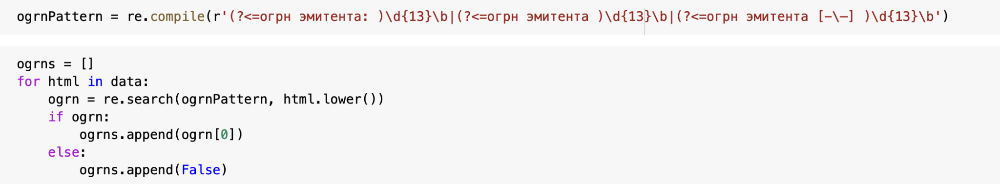 ogrnPattern = re.compile(r'(?<=огрн эмитента: )\d{13}\b|(?<=огрн эмитента )\d{13}\b|(?<=огрн эмитента [-\—] )\d{13}\b')
ogrns = []
for html in data:
    ogrn = re.search(ogrnPattern, html.lower())
    if ogrn:
        ogrns.append(ogrn[0])
    else:
        ogrns.append(False)